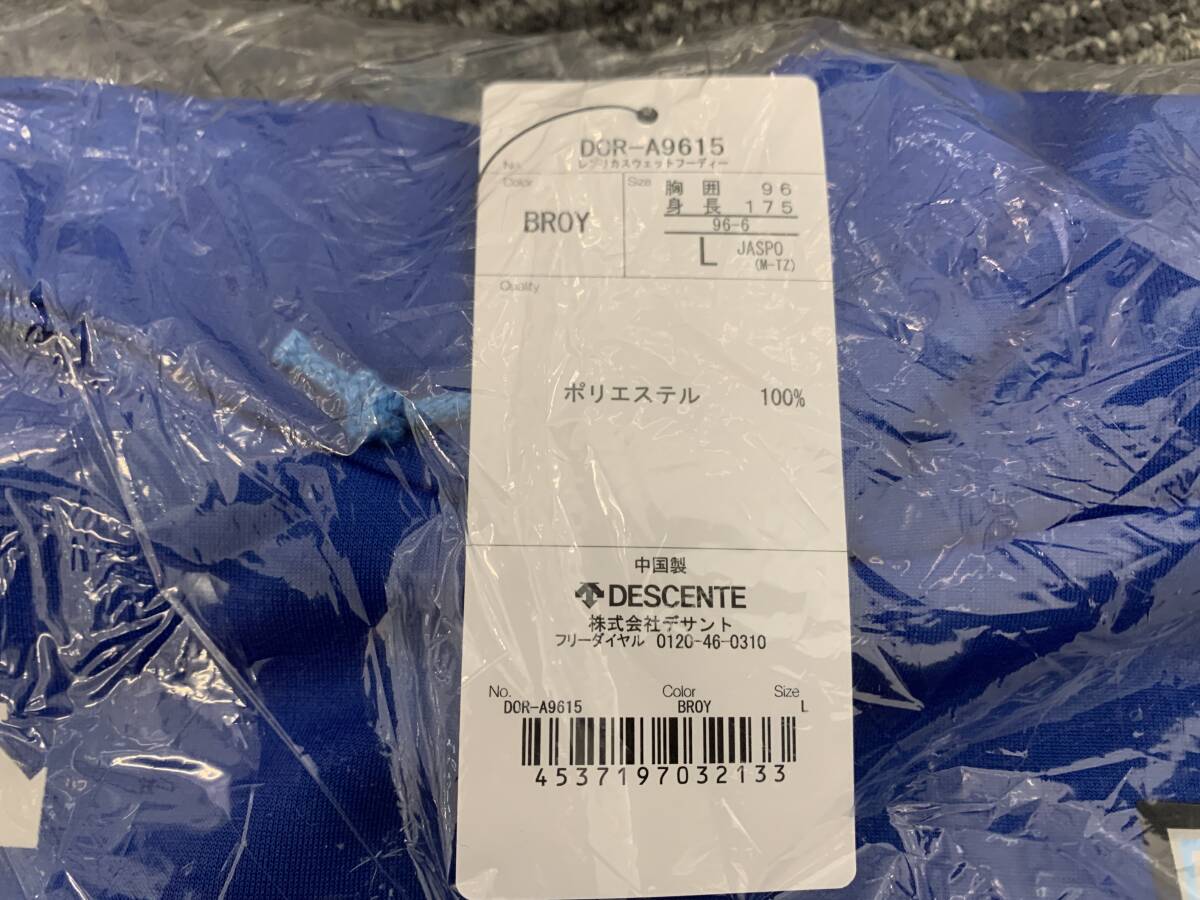 DOR-A9615
No.
レプリカスウェットフーディー
Color
BROY
Size
胸囲 96
身長 175
96-6
L JASPO
(M-TZ)
Quality
ポリエステル 100%
中国製
DESCENTE
株式会社デサント
フリーダイヤル 0120-46-0310
No. Color Size
DOR-A9615 BROY L
4537197032133